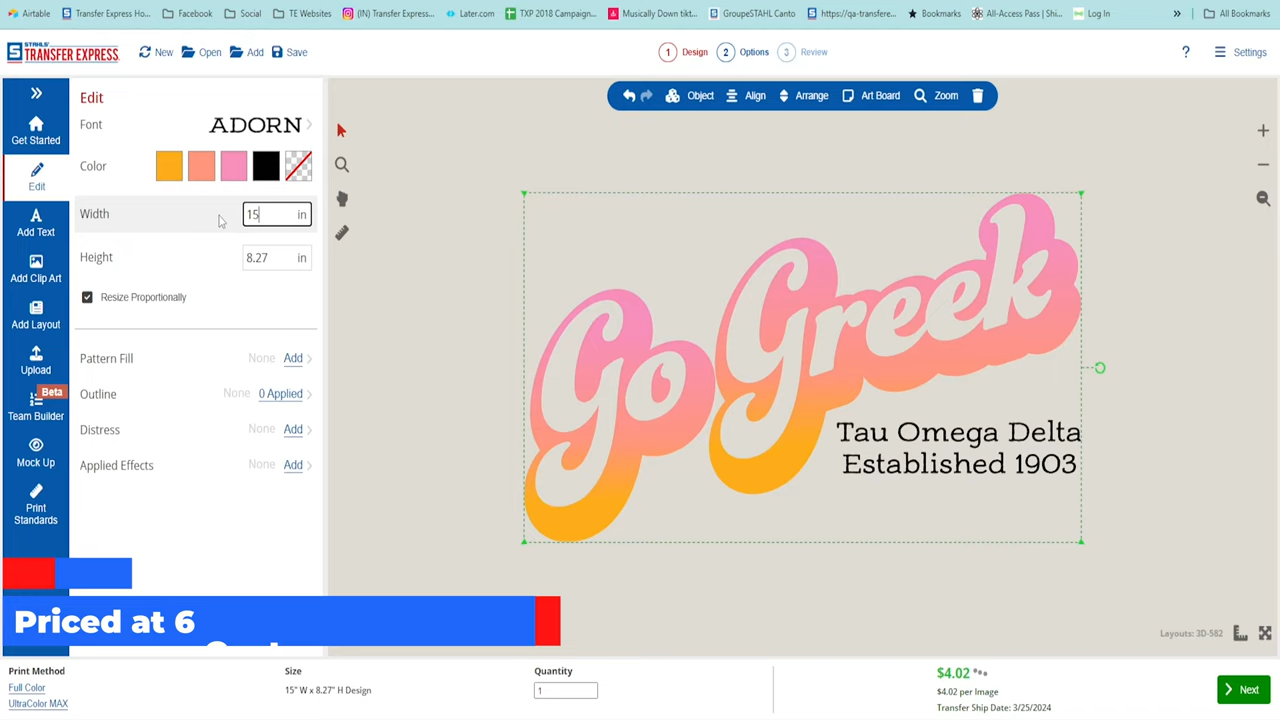 Airtable
Transfer Express Ho...
Facebook
Social
TE Websites
(IN) Transfer Express...
Later.com
TXP 2018 Campaign...
Musically Down tikt...
GroupeSTAHL Canto
https://qa-transfere...
Bookmarks
All-Access Pass | Shi...
Log In
»
All Bookmarks
STAHLS'
TRANSFER EXPRESS
New
Open
Add
Save
1 Design
2 Options
3 Review
?
Settings
Object
Align
Arrange
Art Board
Zoom
Get Started
Edit
Add Text
Add Clip Art
Add Layout
Upload
Beta
Team Builder
Mock Up
Print
Standards
Edit
Font
ADORN
Color
Width
15 in
Height
8.27 in
Resize Proportionally
Pattern Fill None Add
Outline None 0 Applied
Distress None Add
Applied Effects None Add
Go Greek
Tau Omega Delta
Established 1903
Priced at 6
Layouts: 3D-582
Print Method
Full Color
UltraColor MAX
Size
15" W x 8.27" H Design
Quantity
1
$4.02
$4.02 per Image
Transfer Ship Date: 3/25/2024
Next